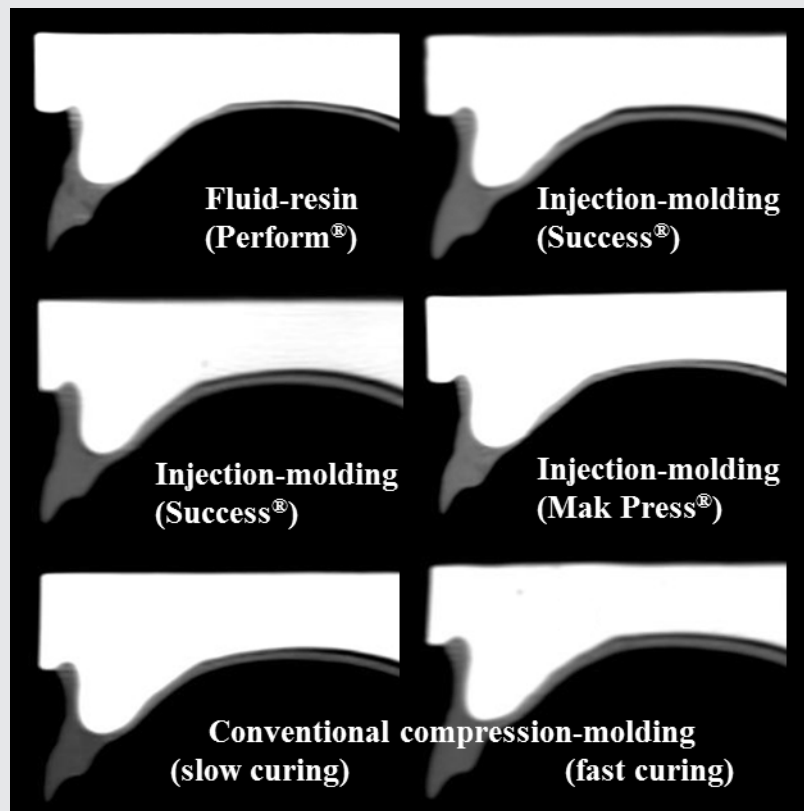 Fluid-resin
(Perform®)
Injection-molding
(Success®)
Injection-molding
(Success®)
Injection-molding
(Mak Press®)
Conventional compression-molding
(slow curing)
(fast curing)